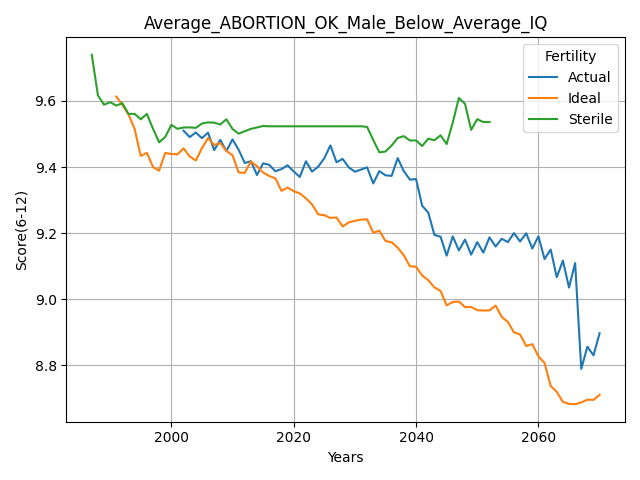 Average_ABORTION_OK_Male_Below_Average_IQ
Fertility
Actual
Ideal
Sterile
Score(6-12)
9.6
9.4
9.2
9.0
8.8
2000 2020 2040 2060
Years